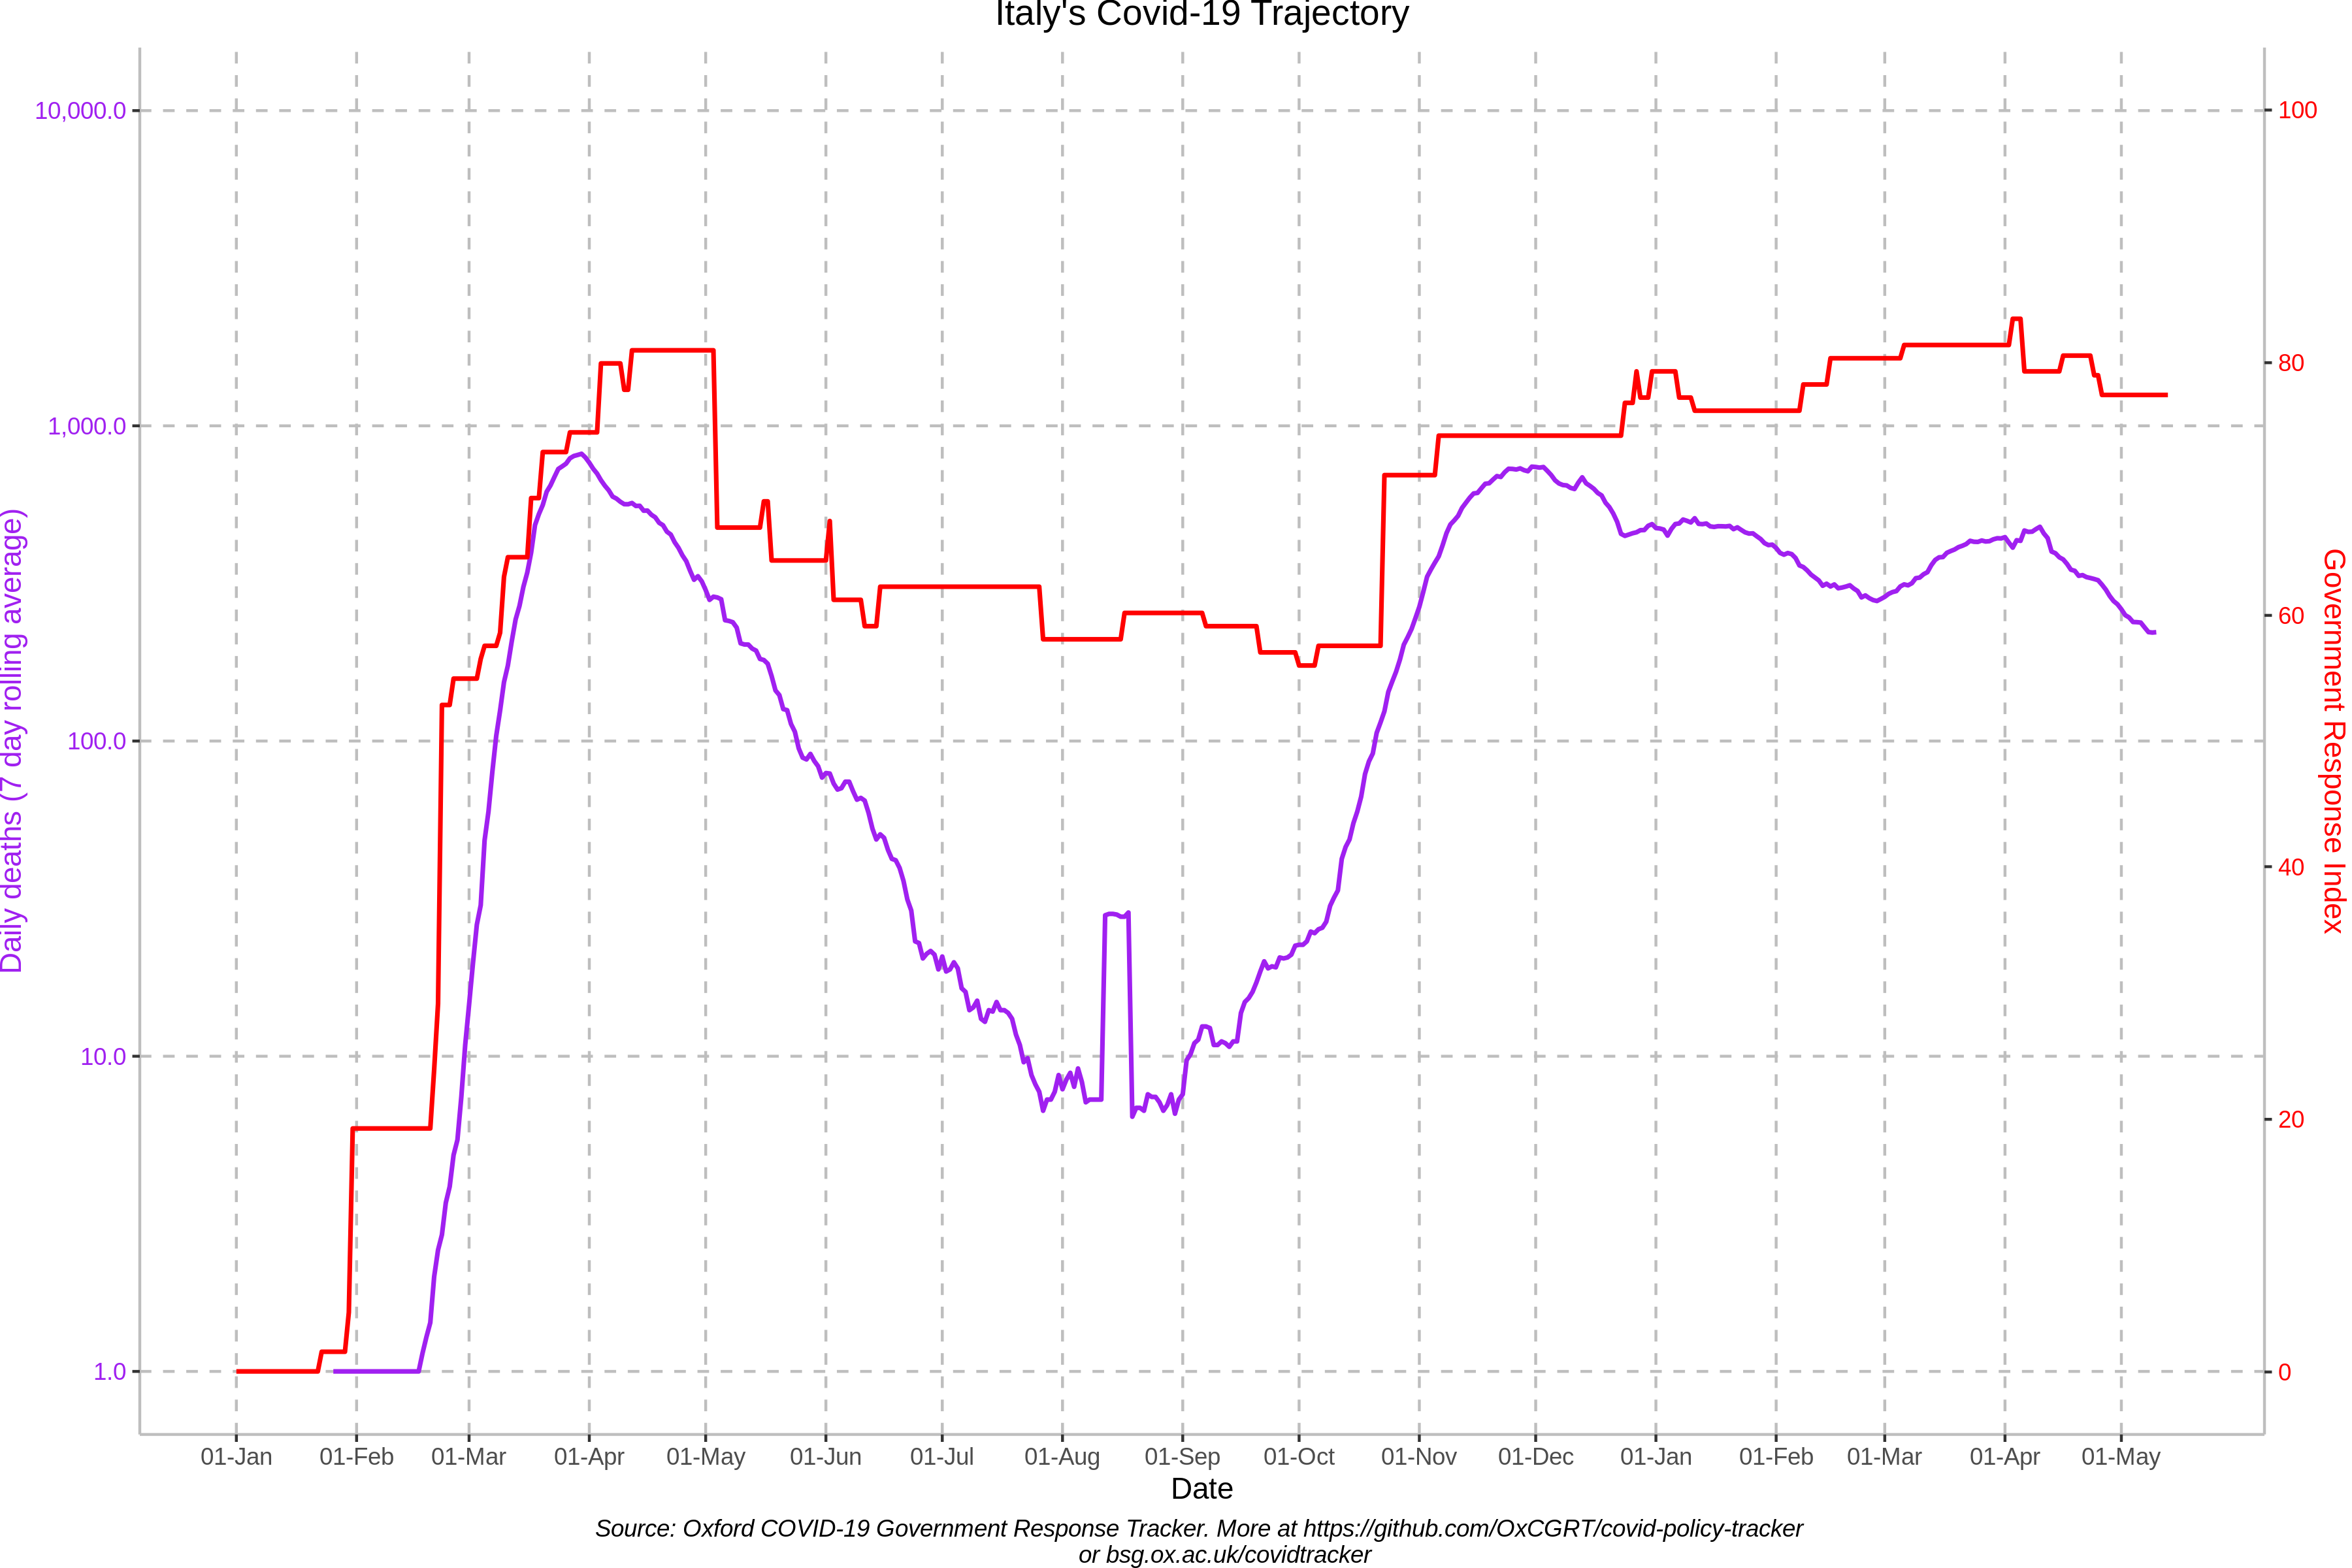 Italy's Covid-19 Trajectory
10,000.0
1,000.0
100.0
10.0
1.0
Daily deaths (7 day rolling average)
100
80
60
40
20
0
Government Response Index
01-Jan 01-Feb 01-Mar 01-Apr 01-May 01-Jun 01-Jul 01-Aug 01-Sep 01-Oct 01-Nov 01-Dec 01-Jan 01-Feb 01-Mar 01-Apr 01-May
Date
Source: Oxford COVID-19 Government Response Tracker. More at https://github.com/OxCGRT/covid-policy-tracker
or bsg.ox.ac.uk/covidtracker